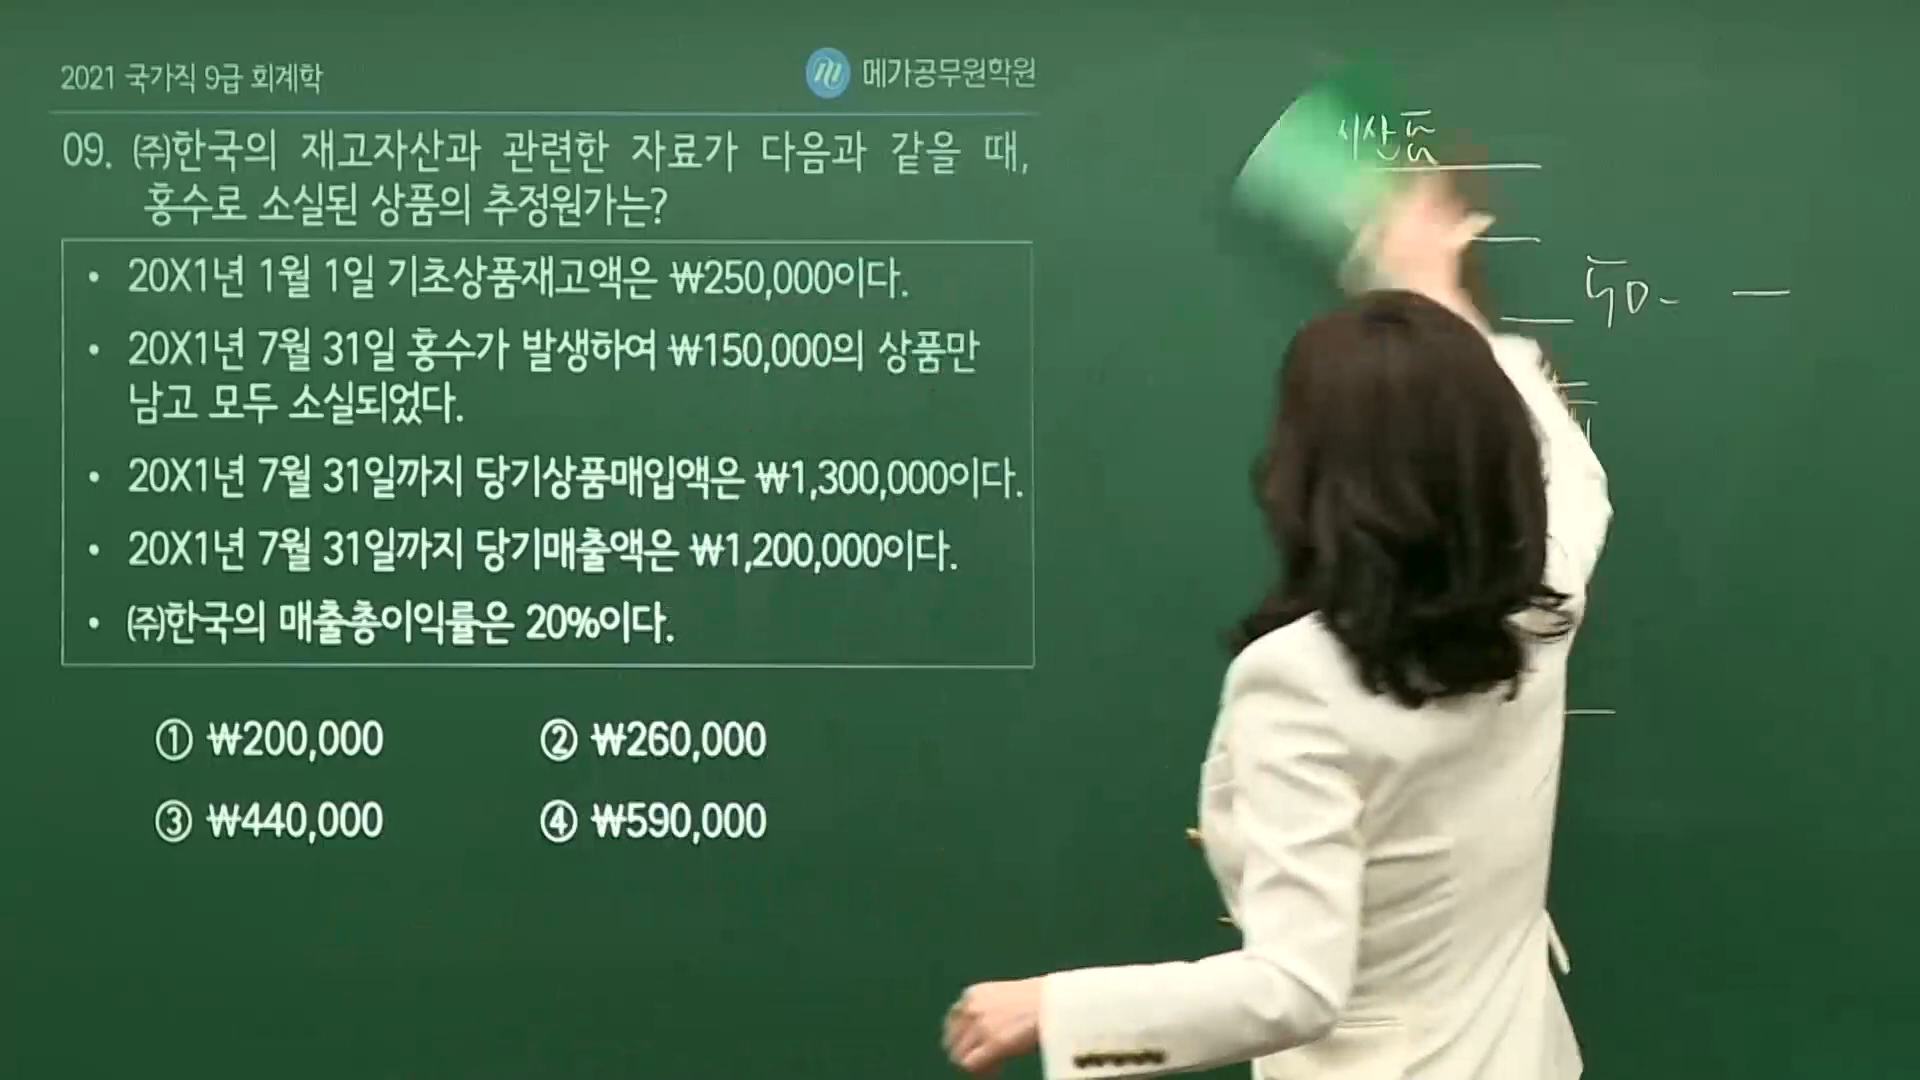 2021 국가직 9급 회계학
메가공무원학원
09. ㈜한국의 재고자산과 관련한 자료가 다음과 같을 때,
홍수로 소실된 상품의 추정원가는?
• 20X1년 1월 1일 기초상품재고액은 ₩250,000이다.
• 20X1년 7월 31일 홍수가 발생하여 ₩150,000의 상품만
남고 모두 소실되었다.
• 20X1년 7월 31일까지 당기상품매입액은 ₩1,300,000이다.
• 20X1년 7월 31일까지 당기매출액은 ₩1,200,000이다.
• ㈜한국의 매출총이익률은 20%이다.
① ₩200,000 ② ₩260,000
③ ₩440,000 ④ ₩590,000